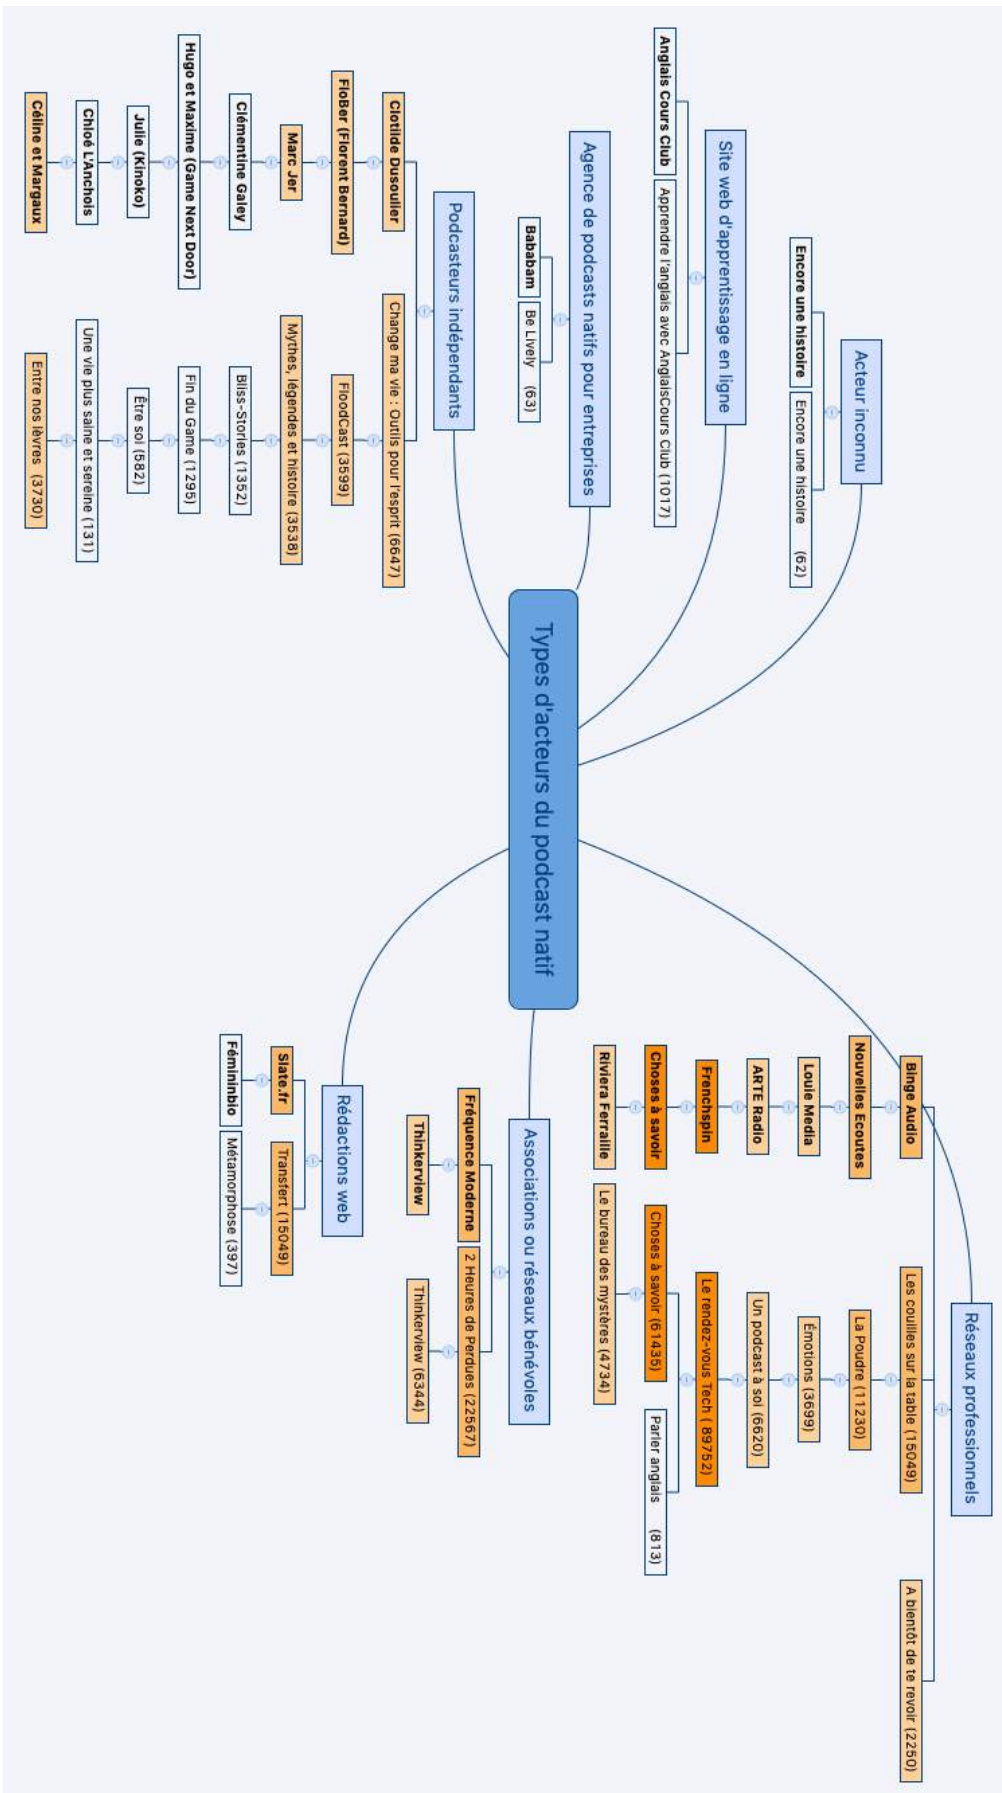 Types d'acteurs du podcast natif
Réseaux professionnels
Binge Audio
Les couilles sur la table (15049)
A bientôt de te revoir (2250)
Nouvelles Ecoutes
La Poudre (11230)
Louie Media
Émotions (3699)
ARTE Radio
Un podcast à soi (6620)
Frenchspin
Le rendez-vous Tech ( 89752)
Choses à savoir
Choses à savoir (61435)
Parler anglais (813)
Riviera Ferraille
Le bureau des mystères (4734)
Associations ou réseaux bénévoles
Fréquence Moderne
2 Heures de Perdues (22567)
Thinkerview
Thinkerview (6344)
Rédactions web
Slate.fr
Transfert (15049)
Fémininbio
Métamorphose (397)
Acteur inconnu
Encore une histoire
Encore une histoire (62)
Site web d'apprentissage en ligne
Anglais Cours Club
Apprendre l'anglais avec AnglaisCours Club (1017)
Agence de podcasts natifs pour entreprises
Bababam
Be Lively (63)
Podcasteurs indépendants
Clotilde Dusoulier
Change ma vie : Outils pour l'esprit (6647)
FloBer (Florent Bernard)
FloodCast (3599)
Marc Jer
Mythes, légendes et histoire (3538)
Clémentine Galey
Bliss-Stories (1352)
Hugo et Maxime (Game Next Door)
Fin du Game (1295)
Julie (Kinoko)
Être soi (582)
Chloé L'Anchois
Une vie plus saine et sereine (131)
Céline et Margaux
Entre nos lèvres (3730)